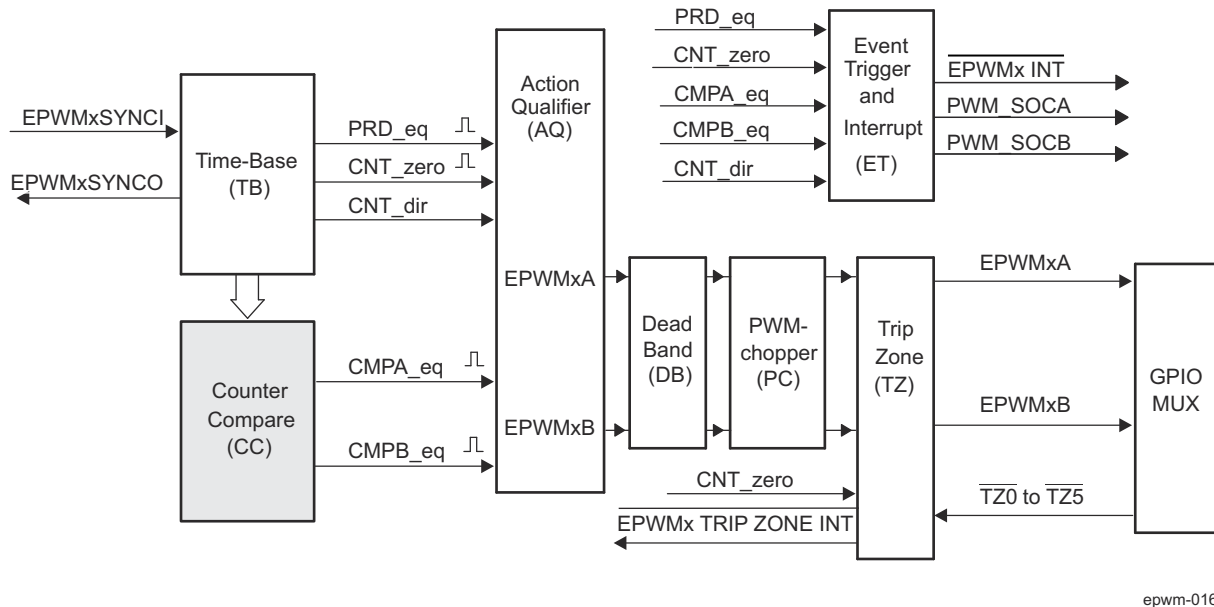 EPWMxSYNCI
EPWMxSYNCO
Time-Base
(TB)
PRD_eq
CNT_zero
CNT_dir
Counter
Compare
(CC)
CMPA_eq
CMPB_eq
Action
Qualifier
(AQ)
EPWMxA
EPWMxB
PRD_eq
CNT_zero
CMPA_eq
CMPB_eq
CNT_dir
Event
Trigger
and
Interrupt
(ET)
EPWMx INT
PWM_SOCA
PWM_SOCB
Dead
Band
(DB)
PWM-
chopper
(PC)
CNT_zero
EPWMx TRIP ZONE INT
Trip
Zone
(TZ)
EPWMxA
EPWMxB
TZ0 to TZ5
GPIO
MUX
epwm-016